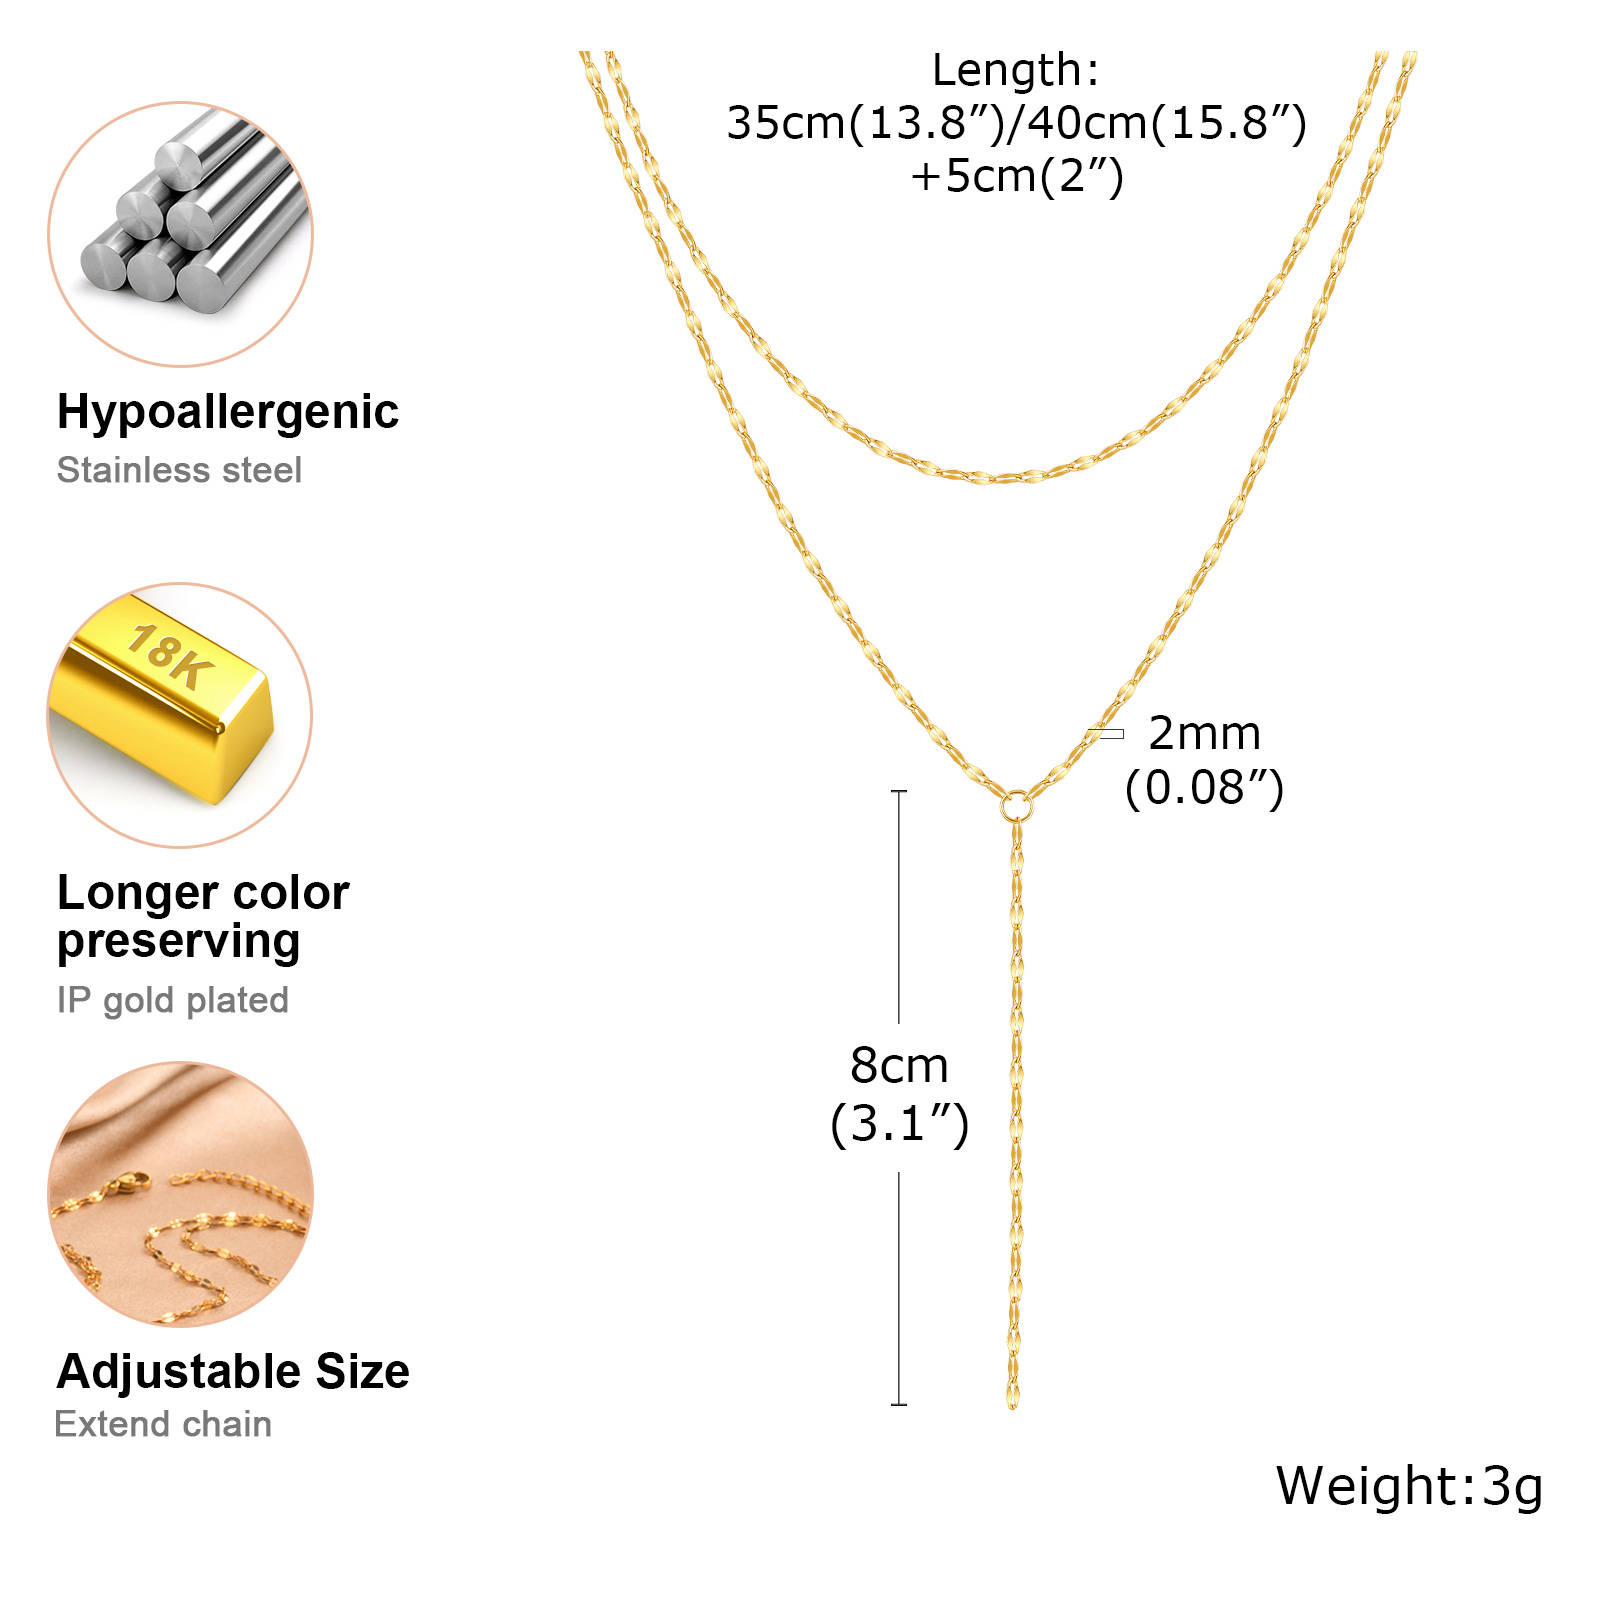 Length:
35cm(13.8”)/40cm(15.8”)
+5cm(2”)
Hypoallergenic
Stainless steel
18K
Longer color
preserving
IP gold plated
2mm
(0.08”)
8cm
(3.1”)
Adjustable Size
Extend chain
Weight:3g